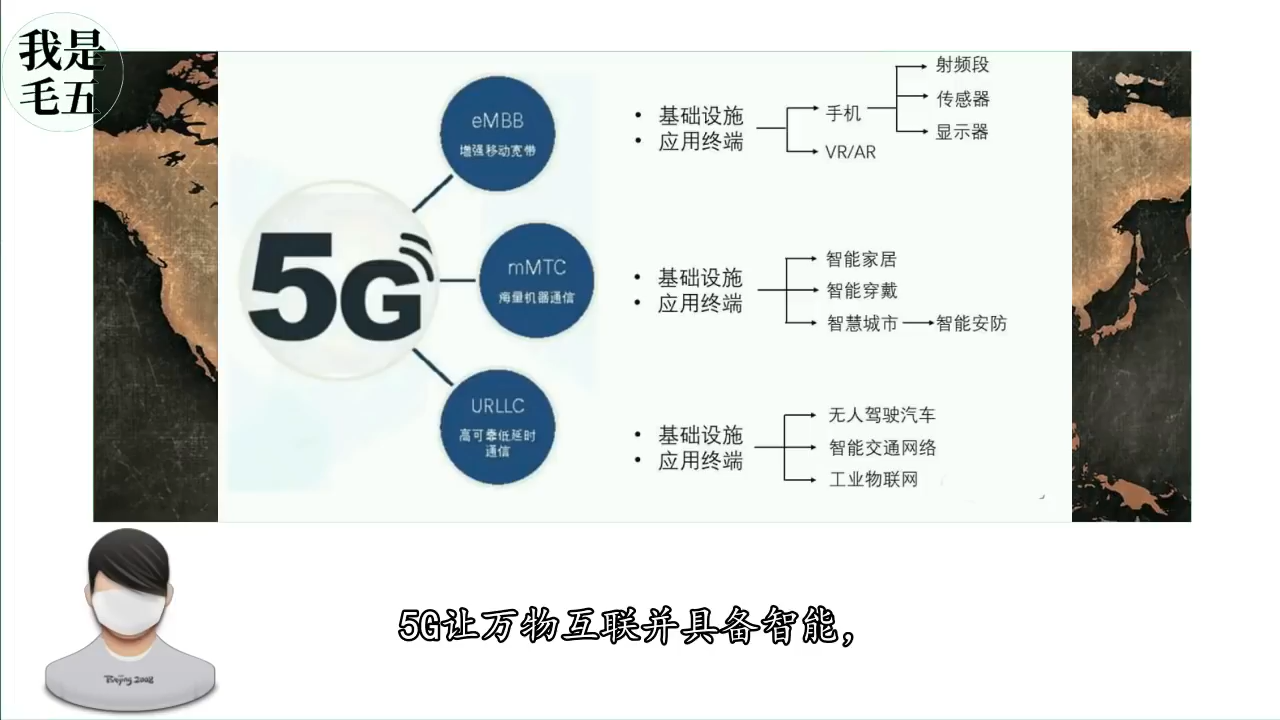 我是
毛五
5G
eMBB
增强移动宽带
mMTC
海量机器通信
URLLC
高可靠低延时
通信
• 基础设施
• 应用终端
手机
VR/AR
射频段
传感器
显示器
• 基础设施
• 应用终端
智能家居
智能穿戴
智慧城市
智能安防
• 基础设施
• 应用终端
无人驾驶汽车
智能交通网络
工业物联网
Beijing 2008
5G让万物互联并具备智能，